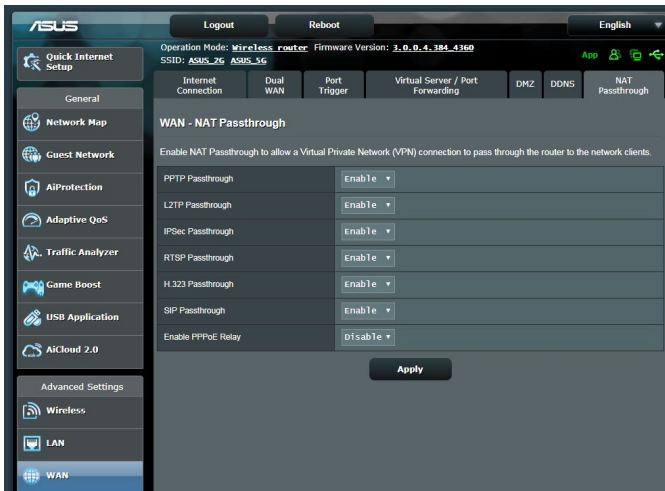 ASUS
Logout
Reboot
English
Quick Internet
Setup
Operation Mode: Wireless router Firmware Version: 3.0.0.4.384_4360
SSID: ASUS_2G ASUS_5G
App
General
Network Map
Guest Network
AiProtection
Adaptive QoS
Traffic Analyzer
Game Boost
USB Application
AiCloud 2.0
Advanced Settings
Wireless
LAN
WAN
Internet
Connection
Dual
WAN
Port
Trigger
Virtual Server / Port
Forwarding
DMZ
DDNS
NAT
Passthrough
WAN - NAT Passthrough
Enable NAT Passthrough to allow a Virtual Private Network (VPN) connection to pass through the router to the network clients.
PPTP Passthrough Enable
L2TP Passthrough Enable
IPSec Passthrough Enable
RTSP Passthrough Enable
H.323 Passthrough Enable
SIP Passthrough Enable
Enable PPPoE Relay Disable
Apply